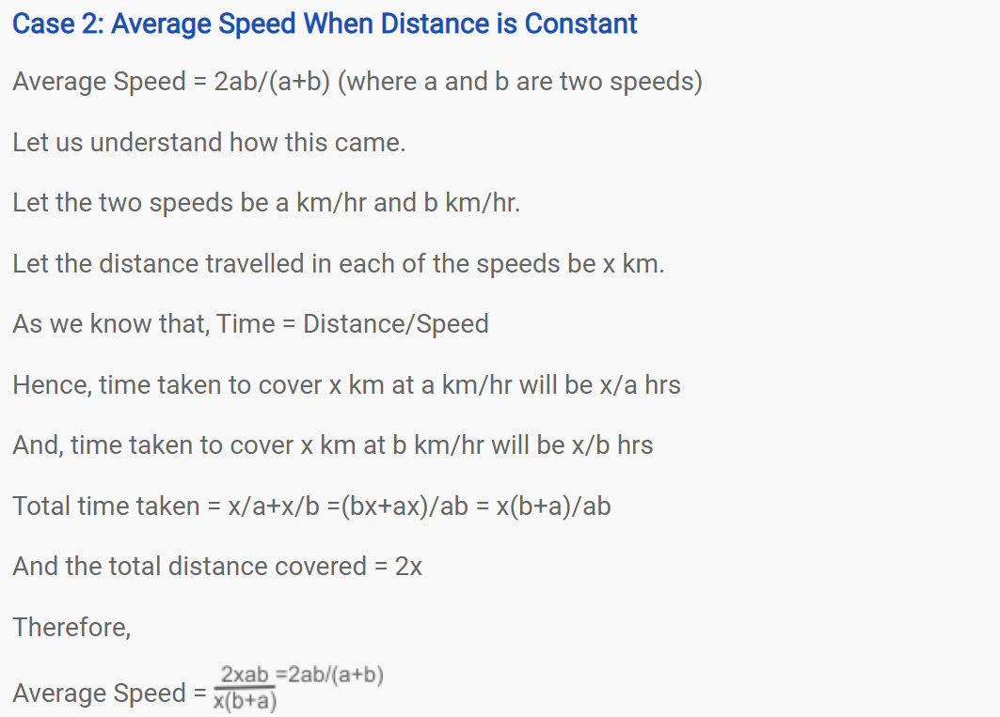 Case 2: Average Speed When Distance is Constant
Average Speed = 2ab/(a+b) (where a and b are two speeds)
Let us understand how this came.
Let the two speeds be a km/hr and b km/hr.
Let the distance travelled in each of the speeds be x km.
As we know that, Time = Distance/Speed
Hence, time taken to cover x km at a km/hr will be x/a hrs
And, time taken to cover x km at b km/hr will be x/b hrs
Total time taken = x/a+x/b =(bx+ax)/ab = x(b+a)/ab
And the total distance covered = 2x
Therefore,
Average Speed = 2xab =2ab/(a+b)
x(b+a)